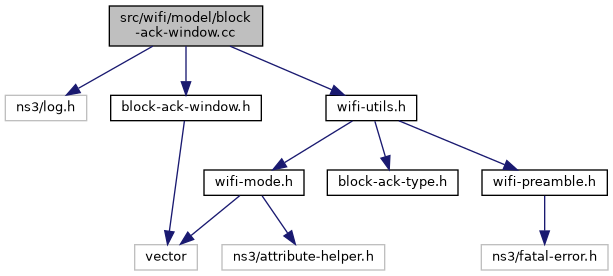 src/wifi/model/block
-ack-window.cc
ns3/log.h
block-ack-window.h
wifi-utils.h
wifi-mode.h
block-ack-type.h
wifi-preamble.h
vector
ns3/attribute-helper.h
ns3/fatal-error.h